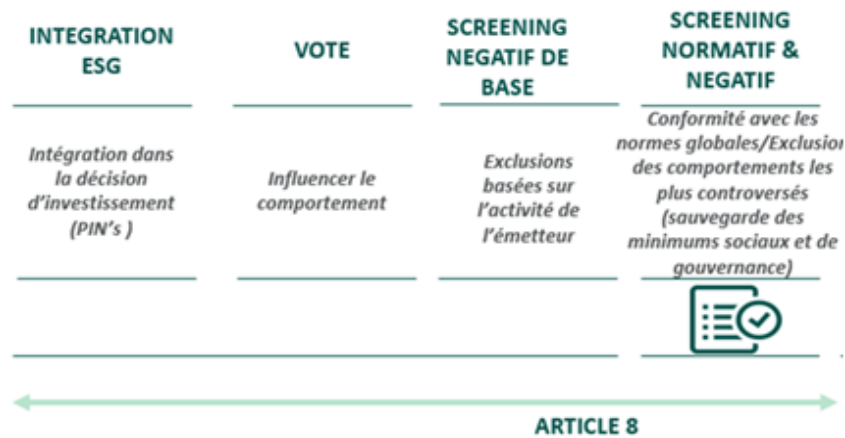 INTEGRATION
ESG
Intégration dans
la décision
d'investissement
(PIN's )
VOTE
Influencer le
comportement
SCREENING
NEGATIF DE
BASE
Exclusions
basées sur
l'activité de
l'émetteur
SCREENING
NORMATIF &
NEGATIF
Conformité avec les
normes globales/Exclusion
des comportements les
plus controversés
(sauvegarde des
minimums sociaux et de
gouvernance)
ARTICLE 8